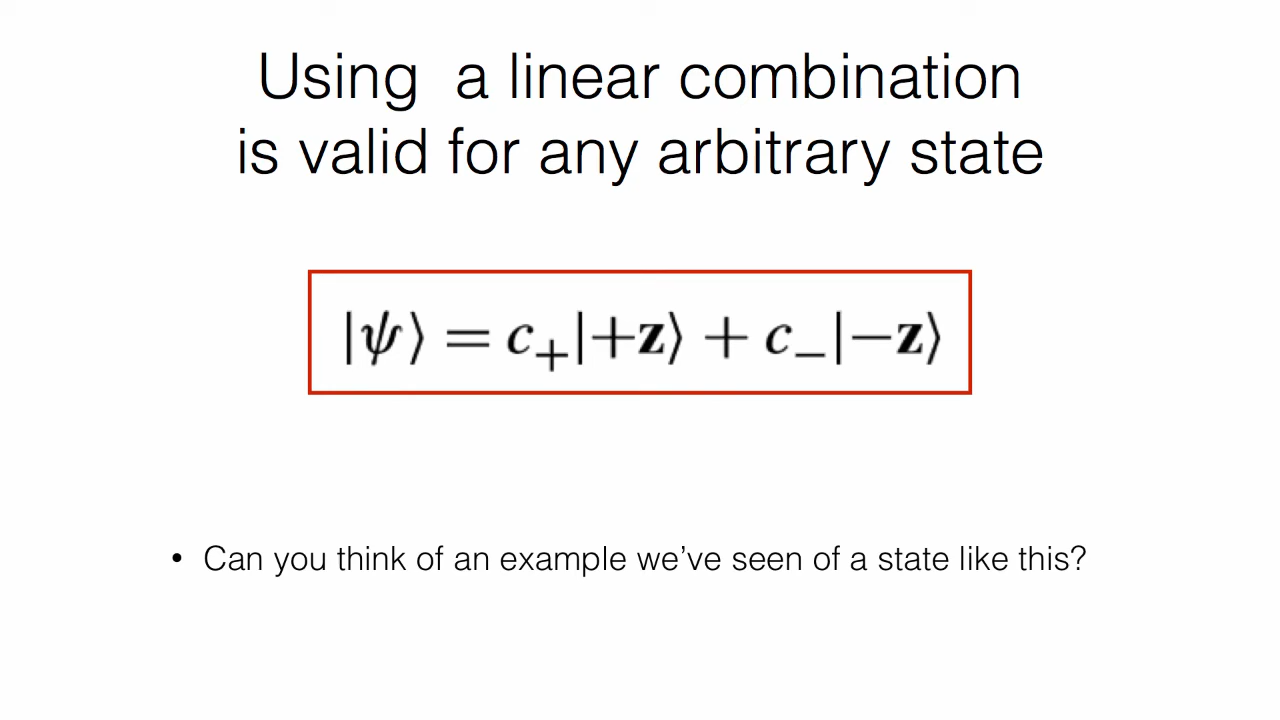 Using  a linear combination
is valid for any arbitrary state
|ψ⟩ = c₊|+z⟩ + c₋|−z⟩
• Can you think of an example we’ve seen of a state like this?